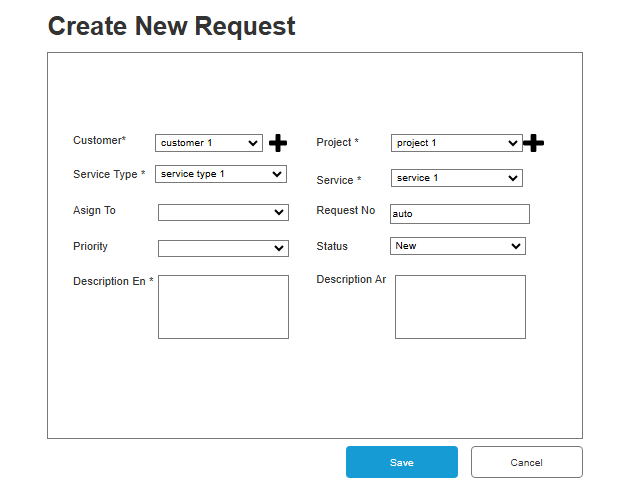 Create New Request
Customer* customer 1 Project * project 1
Service Type * service type 1 Service * service 1
Asign To Request No auto
Priority Status New
Description En * Description Ar
Save Cancel